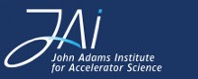 JAi
John Adams Institute
for Accelerator Science